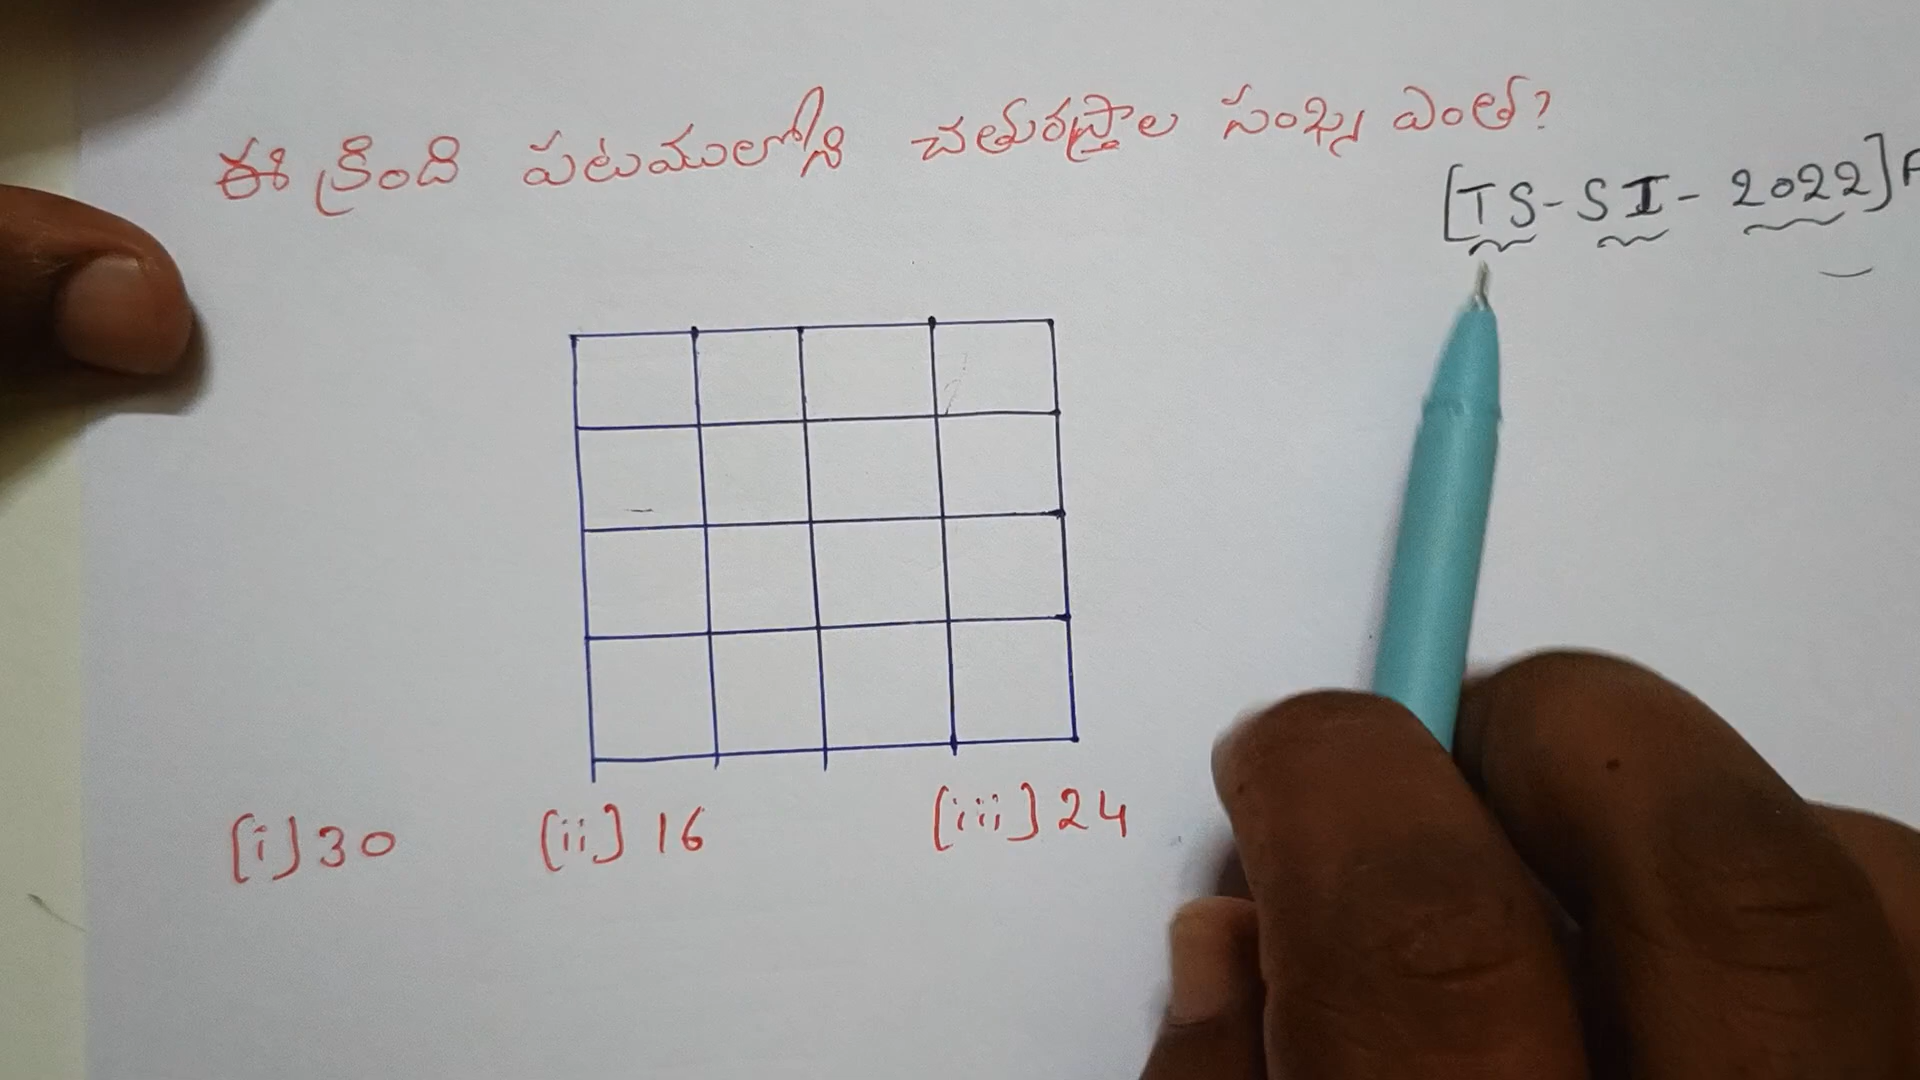 ఈ క్రింది పటములోని చతురస్రాల సంఖ్య ఎంత?
[TS-SI-2022]
(i) 30 (ii) 16 (iii) 24